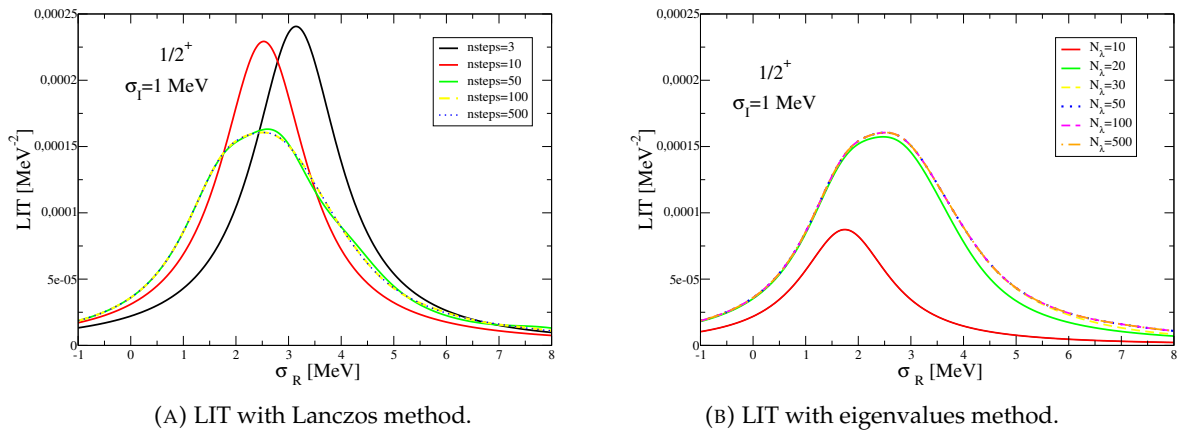 0,00025
0,0002
0,00015
0,0001
5e-05
0
LIT [MeV⁻²]
1/2⁺
σ_I=1 MeV
nsteps=3
nsteps=10
nsteps=50
nsteps=100
nsteps=500
-1 0 1 2 3 4 5 6 7 8
σ_R [MeV]
(A) LIT with Lanczos method.
0,00025
0,0002
0,00015
0,0001
5e-05
0
LIT [MeV⁻²]
1/2⁺
σ_I=1 MeV
N_λ=10
N_λ=20
N_λ=30
N_λ=50
N_λ=100
N_λ=500
-1 0 1 2 3 4 5 6 7 8
σ_R [MeV]
(B) LIT with eigenvalues method.